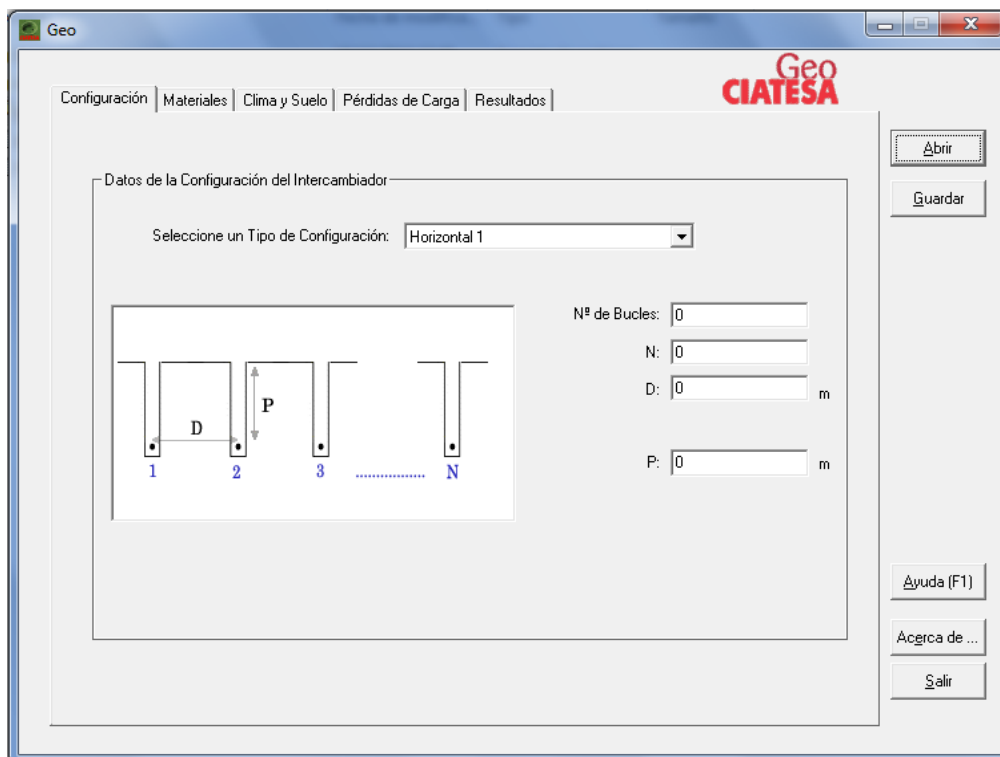 Geo
Geo
CIATESA
Configuración Materiales Clima y Suelo Pérdidas de Carga Resultados
Abrir
Guardar
Datos de la Configuración del Intercambiador
Seleccione un Tipo de Configuración: Horizontal 1
Nº de Bucles: 0
N: 0
D: 0 m
P: 0 m
P
D
1 2 3 ................. N
Ayuda (F1)
Acerca de ...
Salir